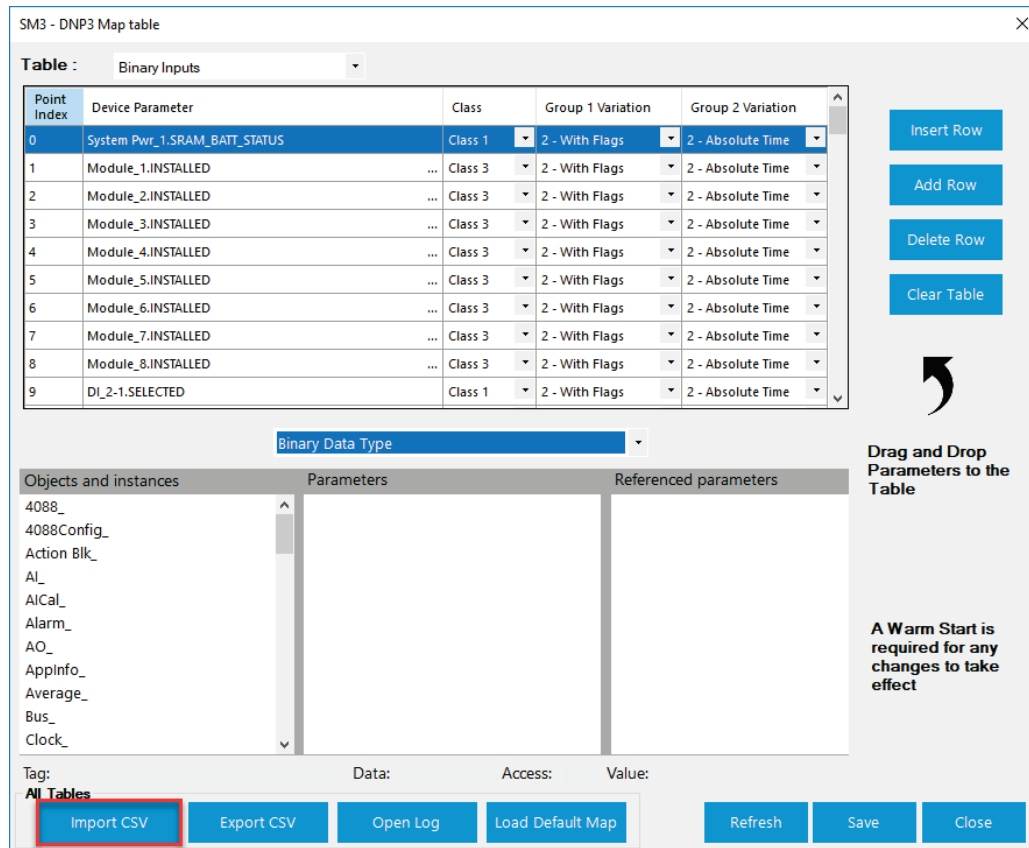 SM3 - DNP3 Map table
Table : Binary Inputs
Point Index Device Parameter Class Group 1 Variation Group 2 Variation
0 System Pwr_1.SRAM_BATT_STATUS Class 1 2 - With Flags 2 - Absolute Time
1 Module_1.INSTALLED ... Class 3 2 - With Flags 2 - Absolute Time
2 Module_2.INSTALLED ... Class 3 2 - With Flags 2 - Absolute Time
3 Module_3.INSTALLED ... Class 3 2 - With Flags 2 - Absolute Time
4 Module_4.INSTALLED ... Class 3 2 - With Flags 2 - Absolute Time
5 Module_5.INSTALLED ... Class 3 2 - With Flags 2 - Absolute Time
6 Module_6.INSTALLED ... Class 3 2 - With Flags 2 - Absolute Time
7 Module_7.INSTALLED ... Class 3 2 - With Flags 2 - Absolute Time
8 Module_8.INSTALLED ... Class 3 2 - With Flags 2 - Absolute Time
9 DI_2-1.SELECTED Class 1 2 - With Flags 2 - Absolute Time
Insert Row
Add Row
Delete Row
Clear Table
Drag and Drop
Parameters to the
Table
Binary Data Type
Objects and instances Parameters Referenced parameters
4088_
4088Config_
Action Blk_
AI_
AICal_
Alarm_
AO_
AppInfo_
Average_
Bus_
Clock_
A Warm Start is
required for any
changes to take
effect
Tag: Data: Access: Value:
All Tables
Import CSV Export CSV Open Log Load Default Map Refresh Save Close